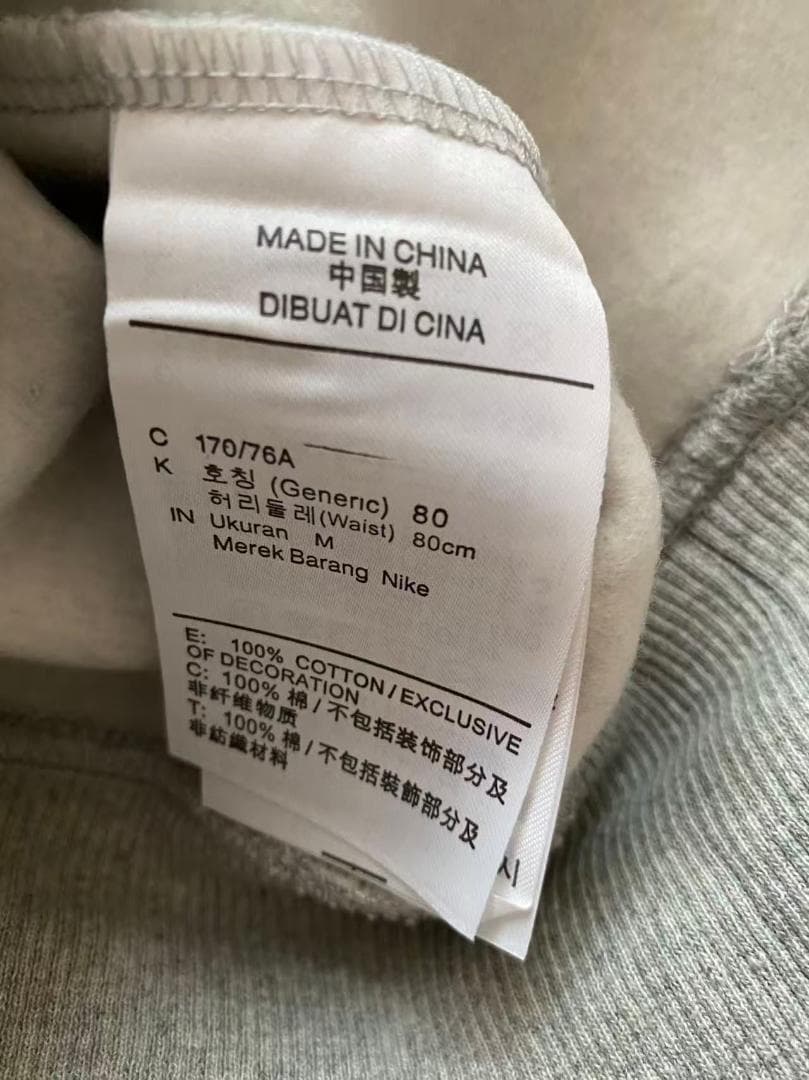 MADE IN CHINA
中国製
DIBUAT DI CINA
C 170/76A
K 호칭 (Generic) 80
허리둘레(Waist) 80cm
IN Ukuran M
Merek Barang Nike
E: 100% COTTON / EXCLUSIVE
OF DECORATION
C: 100% 棉 / 不包括装饰部分及
非纤维物质
T: 100% 棉 / 不包括裝飾部分及
非紡織材料
시